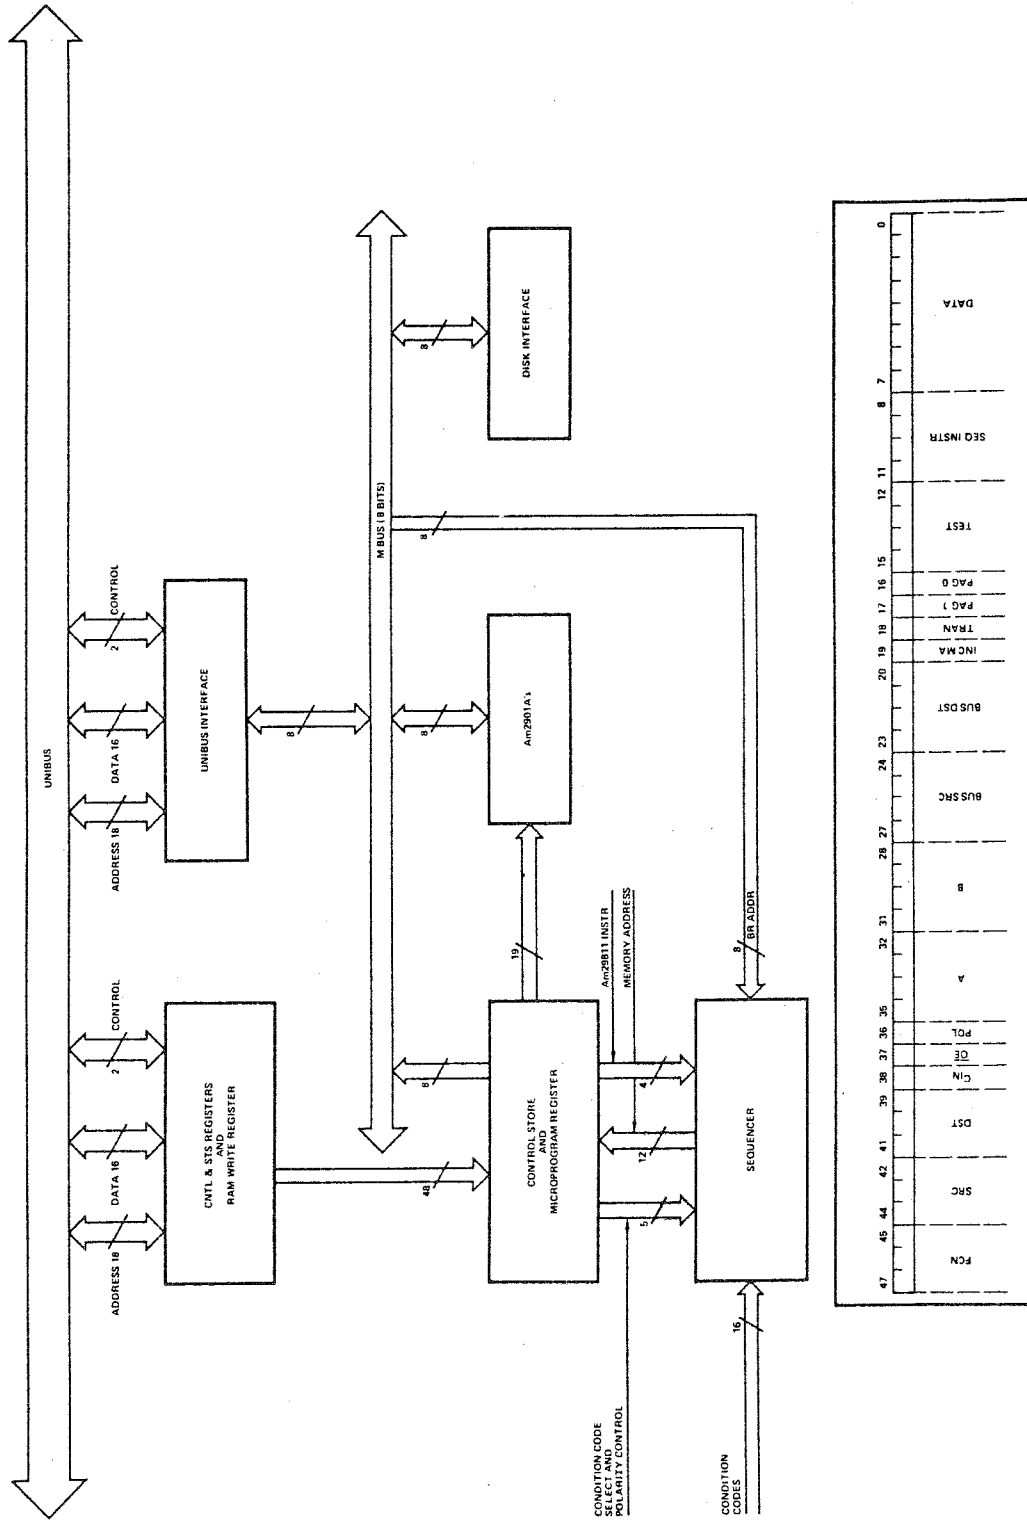 UNIBUS
ADDRESS 18
DATA 16
2
CONTROL
ADDRESS 18
DATA 16
2
CONTROL
CNTL & STS REGISTERS
AND
RAM WRITE REGISTER
UNIBUS INTERFACE
8
M BUS (8 BITS)
48
8
8
8
8
CONTROL STORE
AND
MICROPROGRAM REGISTER
19
Am2901A's
DISK INTERFACE
CONDITION CODE
SELECT AND
POLARITY CONTROL
5
12
4
Am29811 INSTR
MEMORY ADDRESS
CONDITION
CODES
16
SEQUENCER
8
BR ADDR
47 45 44 42 41 39 38 37 36 35 32 31 28 27 24 23 20 19 18 17 16 15 12 11 8 7 0
FCN
SRC
DST
CIN
OE
POL
A
B
BUS SRC
BUS DST
INC MA
TRAN
PAG 1
PAG 0
TEST
SEQ INSTR
DATA